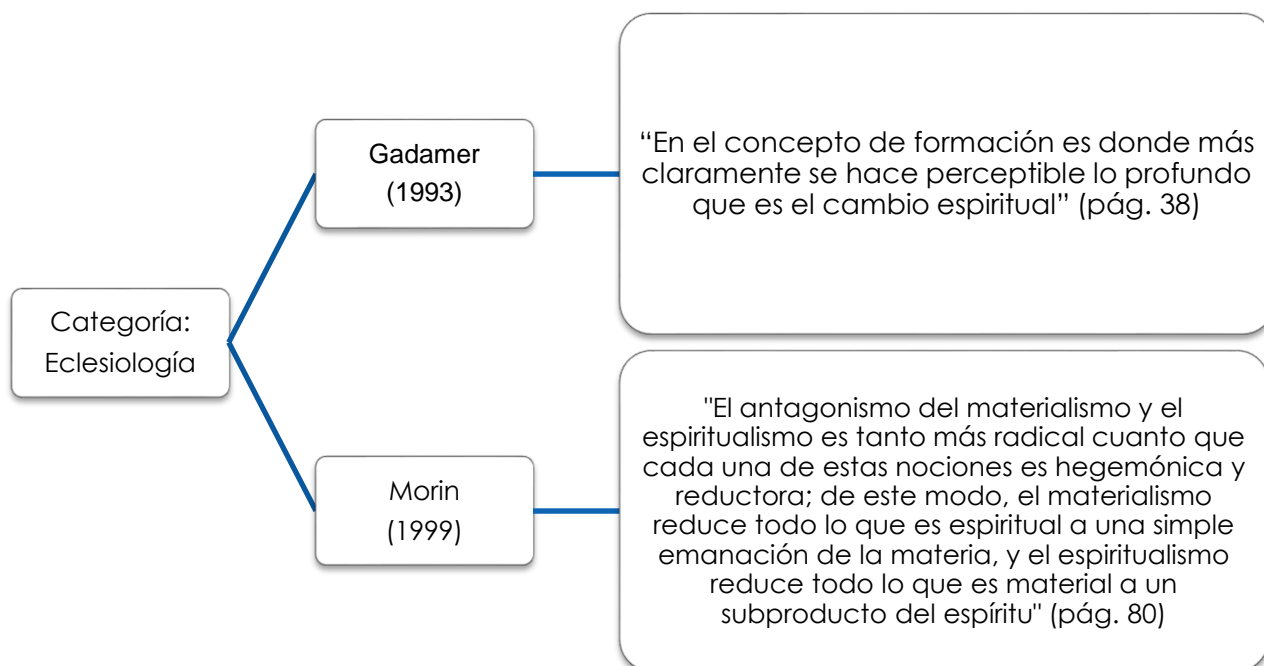 Categoría:
Eclesiología
Gadamer
(1993)
“En el concepto de formación es donde más
claramente se hace perceptible lo profundo
que es el cambio espiritual” (pág. 38)
Morin
(1999)
"El antagonismo del materialismo y el
espiritualismo es tanto más radical cuanto que
cada una de estas nociones es hegemónica y
reductora; de este modo, el materialismo
reduce todo lo que es espiritual a una simple
emanación de la materia, y el espiritualismo
reduce todo lo que es material a un
subproducto del espíritu" (pág. 80)